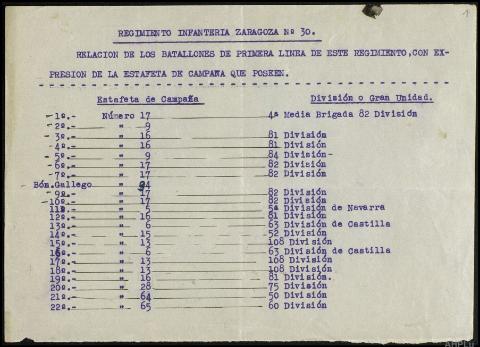 1
REGIMIENTO INFANTERIA ZARAGOZA Nº 30.
RELACION DE LOS BATALLONES DE PRIMERA LINEA DE ESTE REGIMIENTO,CON EX-
PRESION DE LA ESTAFETA DE CAMPAÑA QUE POSEEN.
Estafeta de Campaña División o Gran Unidad.
-1º.- Número 17 4ª Media Brigada 82 División
-2º.- " 9
-3º.- " 16 81 División
-4º.- " 16 81 División
-5º.- " 9 84 División-
-6º.- " 17 82 División
-7º.- " 17 82 División
Bón.Gallego " 94
-9º.- " 17 82 División
-10º.- " 17 82 División
11º.- " 5 5ª División de Navarra
12º.- " 16 81 División
13º.- " 6 63 División de Castilla
14º.- " 15 52 División
15º.- " 13 108 División
16º.- " 6 63 División de Castilla
17º.- " 13 108 División
18º.- " 13 108 División
19º.- " 16 81 División.
20º.- " 28 75 División
21º.- " 64 50 División
22º.- " 65 60 División